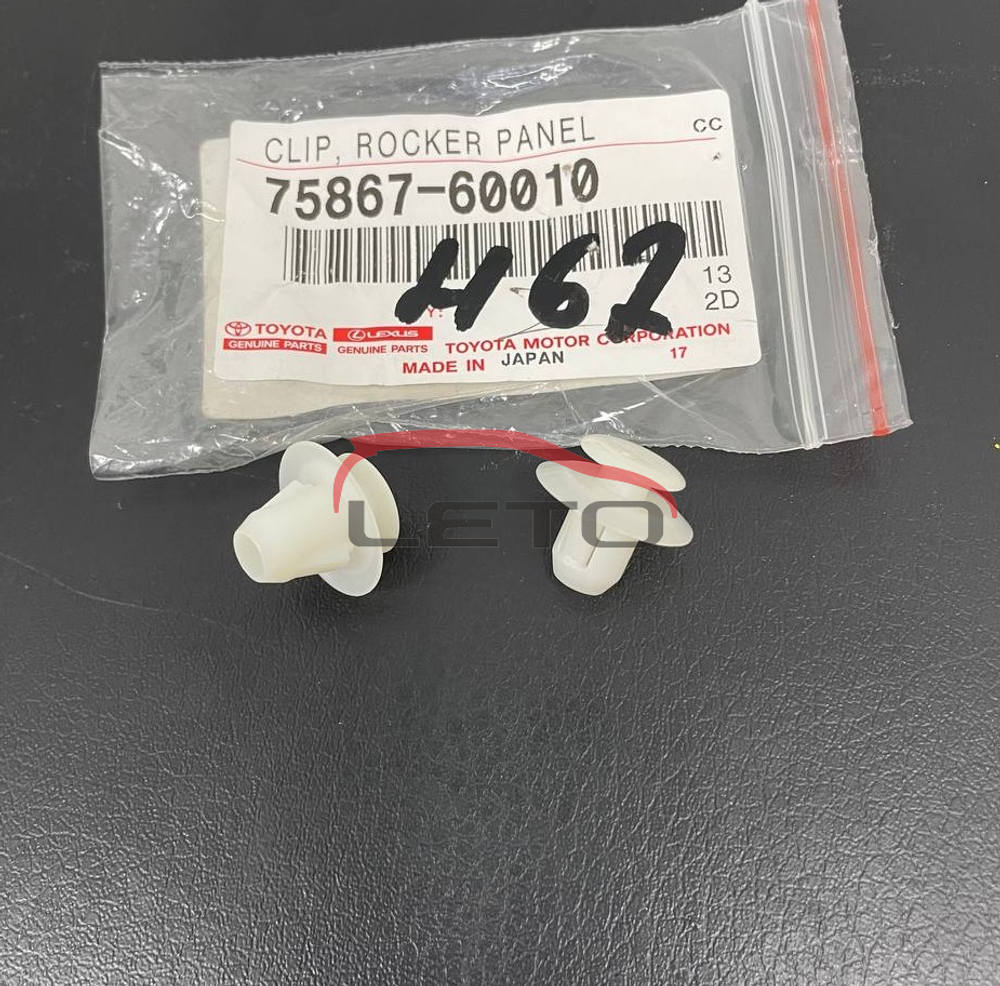 CLIP, ROCKER PANEL CC
75867-60010
H62
13
2D
Y:
TOYOTA
GENUINE PARTS
LEXUS
GENUINE PARTS
TOYOTA MOTOR CORPORATION
MADE IN JAPAN
17
LETO